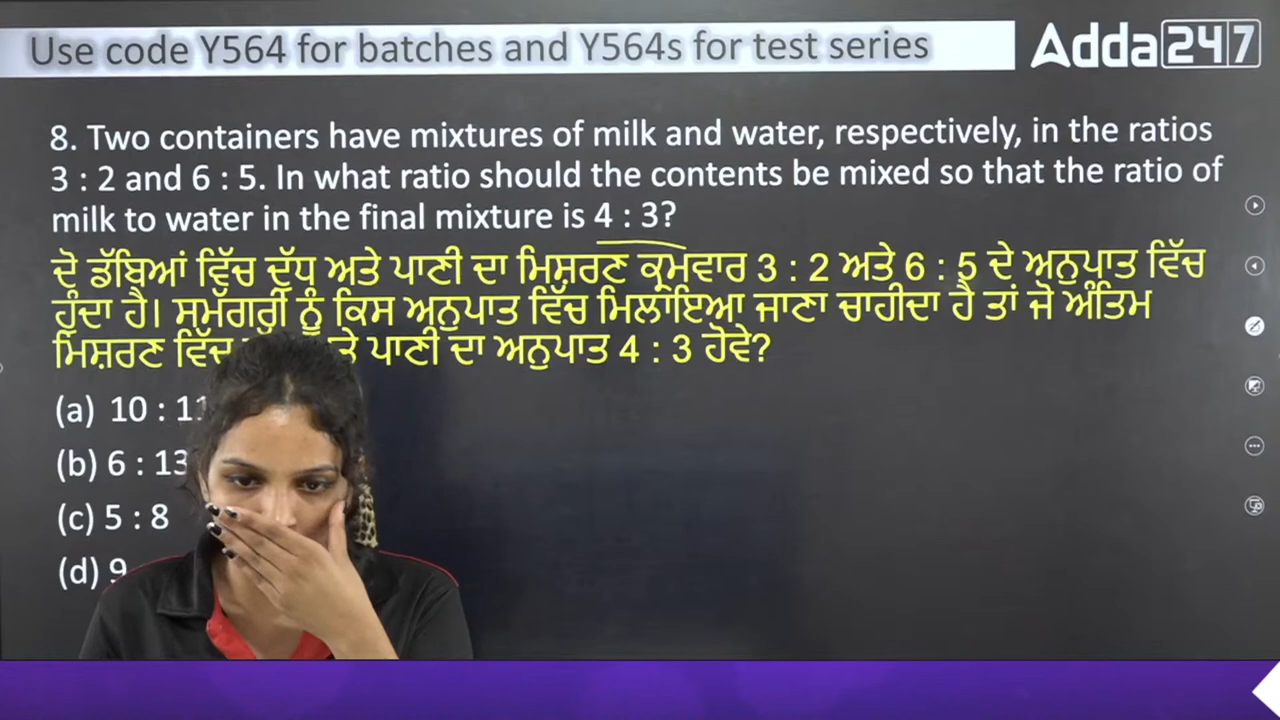 Use code Y564 for batches and Y564s for test series
Adda247
8. Two containers have mixtures of milk and water, respectively, in the ratios
3 : 2 and 6 : 5. In what ratio should the contents be mixed so that the ratio of
milk to water in the final mixture is 4 : 3?
ਦੋ ਡੱਬਿਆਂ ਵਿੱਚ ਦੁੱਧ ਅਤੇ ਪਾਣੀ ਦਾ ਮਿਸ਼ਰਣ ਕ੍ਰਮਵਾਰ 3 : 2 ਅਤੇ 6 : 5 ਦੇ ਅਨੁਪਾਤ ਵਿੱਚ
ਹੁੰਦਾ ਹੈ। ਸਮੱਗਰੀ ਨੂੰ ਕਿਸ ਅਨੁਪਾਤ ਵਿੱਚ ਮਿਲਾਇਆ ਜਾਣਾ ਚਾਹੀਦਾ ਹੈ ਤਾਂ ਜੋ ਅੰਤਿਮ
ਮਿਸ਼ਰਣ ਵਿੱਚ ਪਾਣੀ ਦਾ ਅਨੁਪਾਤ 4 : 3 ਹੋਵੇ?
(a) 10 : 11
(b) 6 : 13
(c) 5 : 8
(d) 9